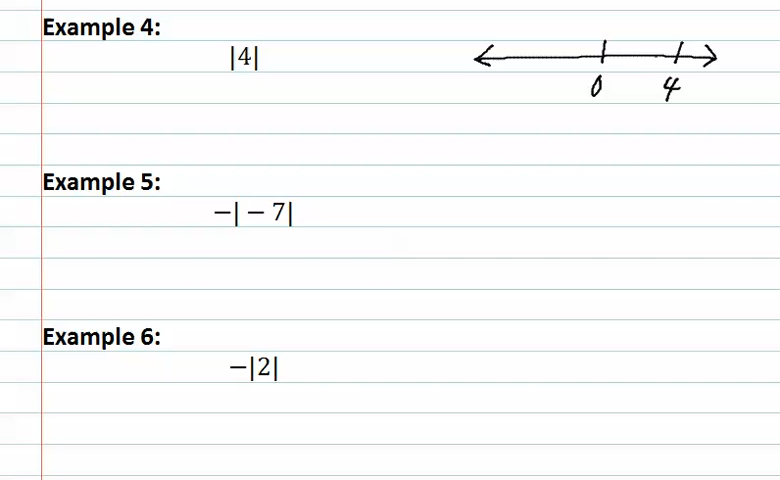 Example 4:
|4|
0 4
Example 5:
−| − 7|
Example 6:
−|2|